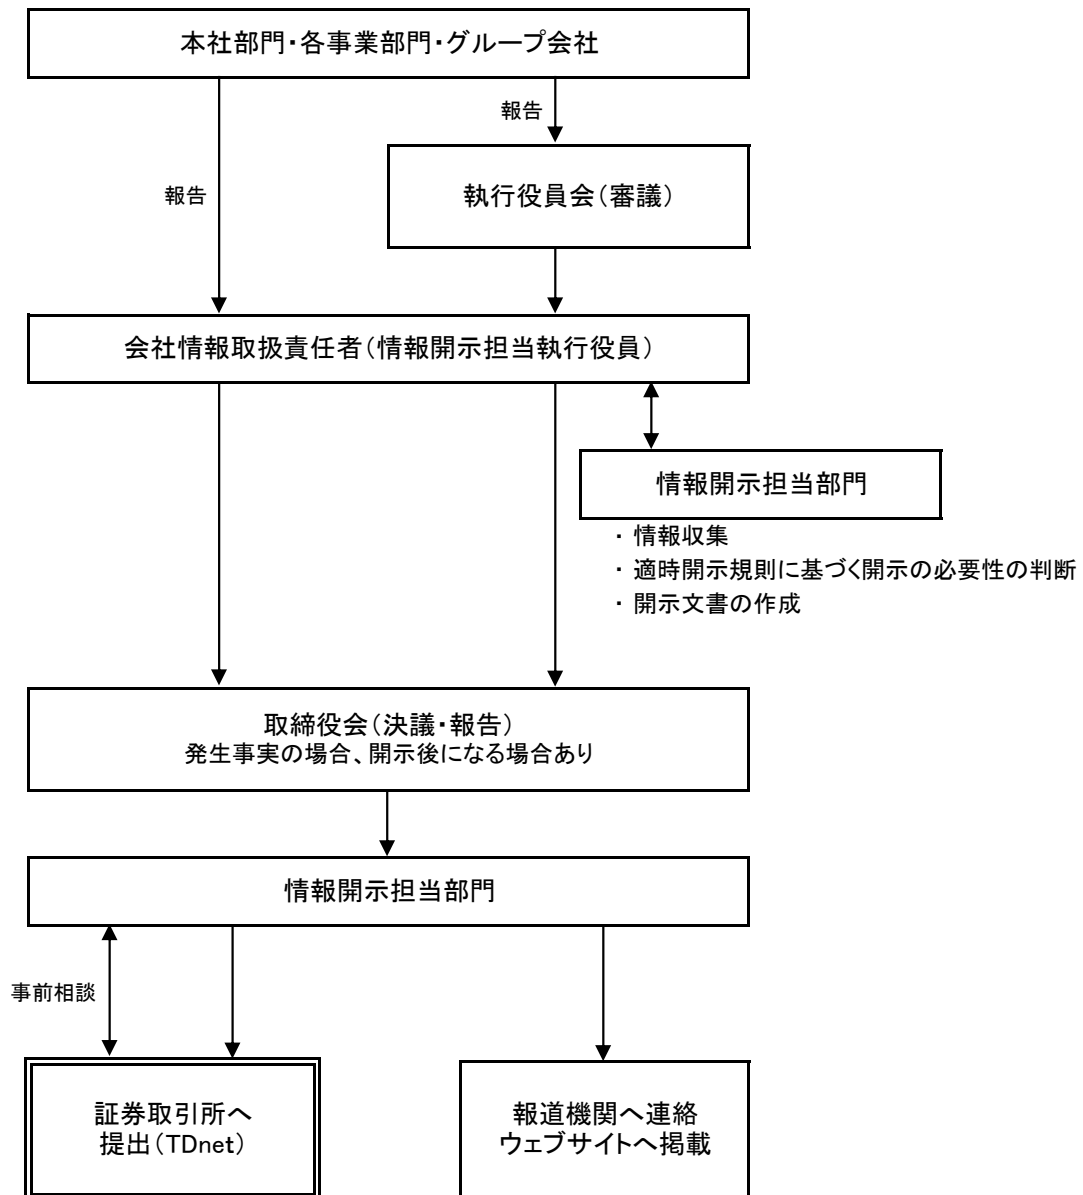 本社部門・各事業部門・グループ会社
報告
報告
執行役員会（審議）
会社情報取扱責任者（情報開示担当執行役員）
情報開示担当部門
・ 情報収集
・ 適時開示規則に基づく開示の必要性の判断
・ 開示文書の作成
取締役会（決議・報告）
発生事実の場合、開示後になる場合あり
情報開示担当部門
事前相談
証券取引所へ
提出（TDnet）
報道機関へ連絡
ウェブサイトへ掲載